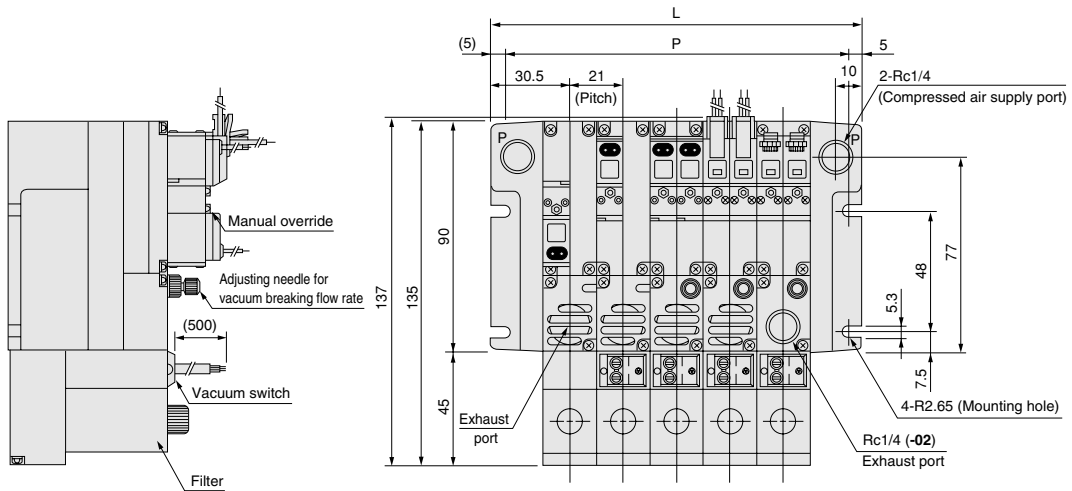 L
(5)
P
5
30.5
21
(Pitch)
10
2-Rc1/4
(Compressed air supply port)
P
P
Manual override
Adjusting needle for
vacuum breaking flow rate
(500)
Vacuum switch
Filter
137
135
90
45
77
48
5.3
7.5
Exhaust
port
4-R2.65 (Mounting hole)
Rc1/4 (-02)
Exhaust port